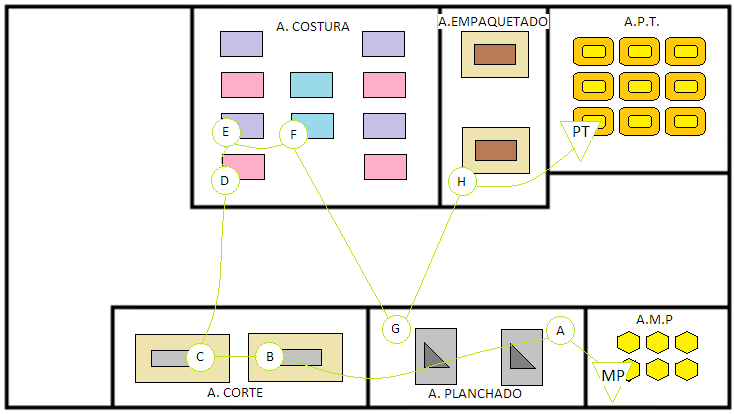 A. COSTURA
A.EMPAQUETADO
A.P.T.
E
F
PT
D
H
G
A
A.M.P
C
B
MP
A. CORTE
A. PLANCHADO